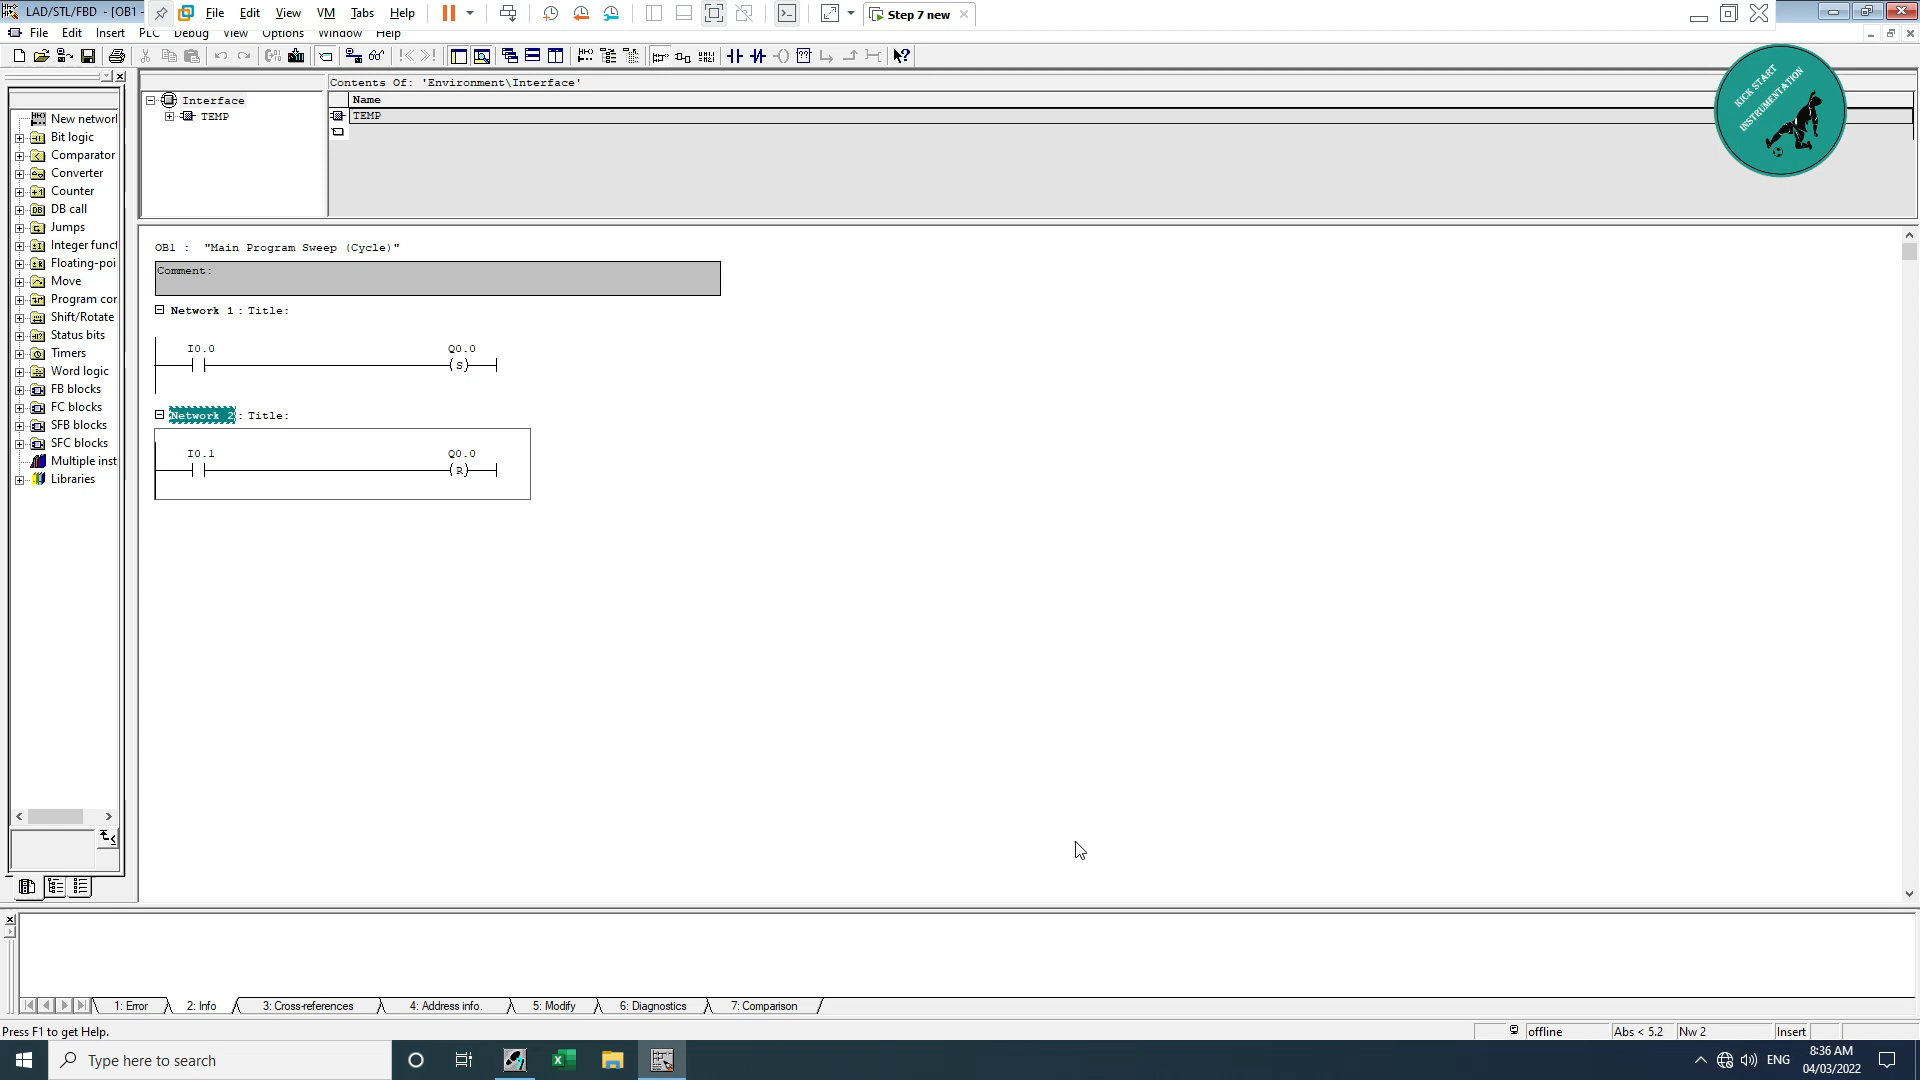 LAD/STL/FBD - [OB1 -
File Edit View VM Tabs Help
Step 7 new
File Edit Insert PLC Debug View Options Window Help
Contents Of: 'Environment\Interface'
Interface
TEMP
Name
TEMP
KICK START
INSTRUMENTATION
New network
Bit logic
Comparator
Converter
Counter
DB call
Jumps
Integer funct
Floating-poi
Move
Program cor
Shift/Rotate
Status bits
Timers
Word logic
FB blocks
FC blocks
SFB blocks
SFC blocks
Multiple inst
Libraries
OB1 : "Main Program Sweep (Cycle)"
Comment:
Network 1 : Title:
I0.0 Q0.0
S
Network 2 : Title:
I0.1 Q0.0
R
1: Error 2: Info 3: Cross-references 4: Address info. 5: Modify 6: Diagnostics 7: Comparison
Press F1 to get Help.
offline Abs < 5.2 Nw 2 Insert
Type here to search
ENG
8:36 AM
04/03/2022